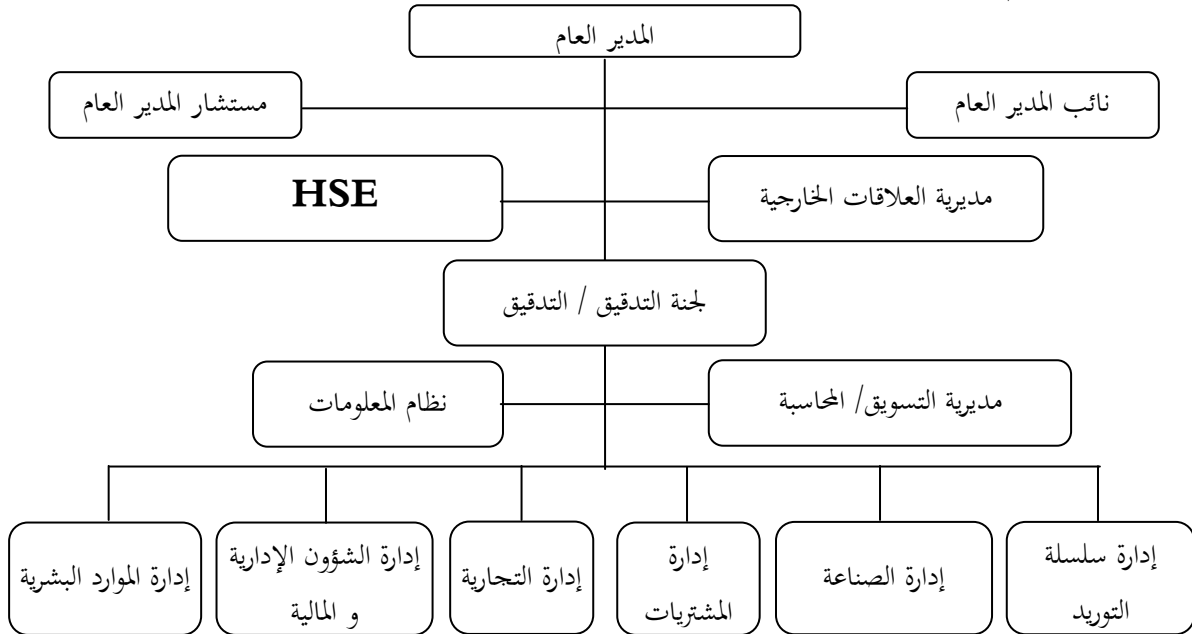 المدير العام
نائب المدير العام
مستشار المدير العام
مديرية العلاقات الخارجية
HSE
لجنة التدقيق / التدقيق
مديرية التسويق/ المحاسبة
نظام المعلومات
إدارة سلسلة
التوريد
إدارة الصناعة
إدارة
المشتريات
إدارة التجارية
إدارة الشؤون الإدارية
و المالية
إدارة الموارد البشرية